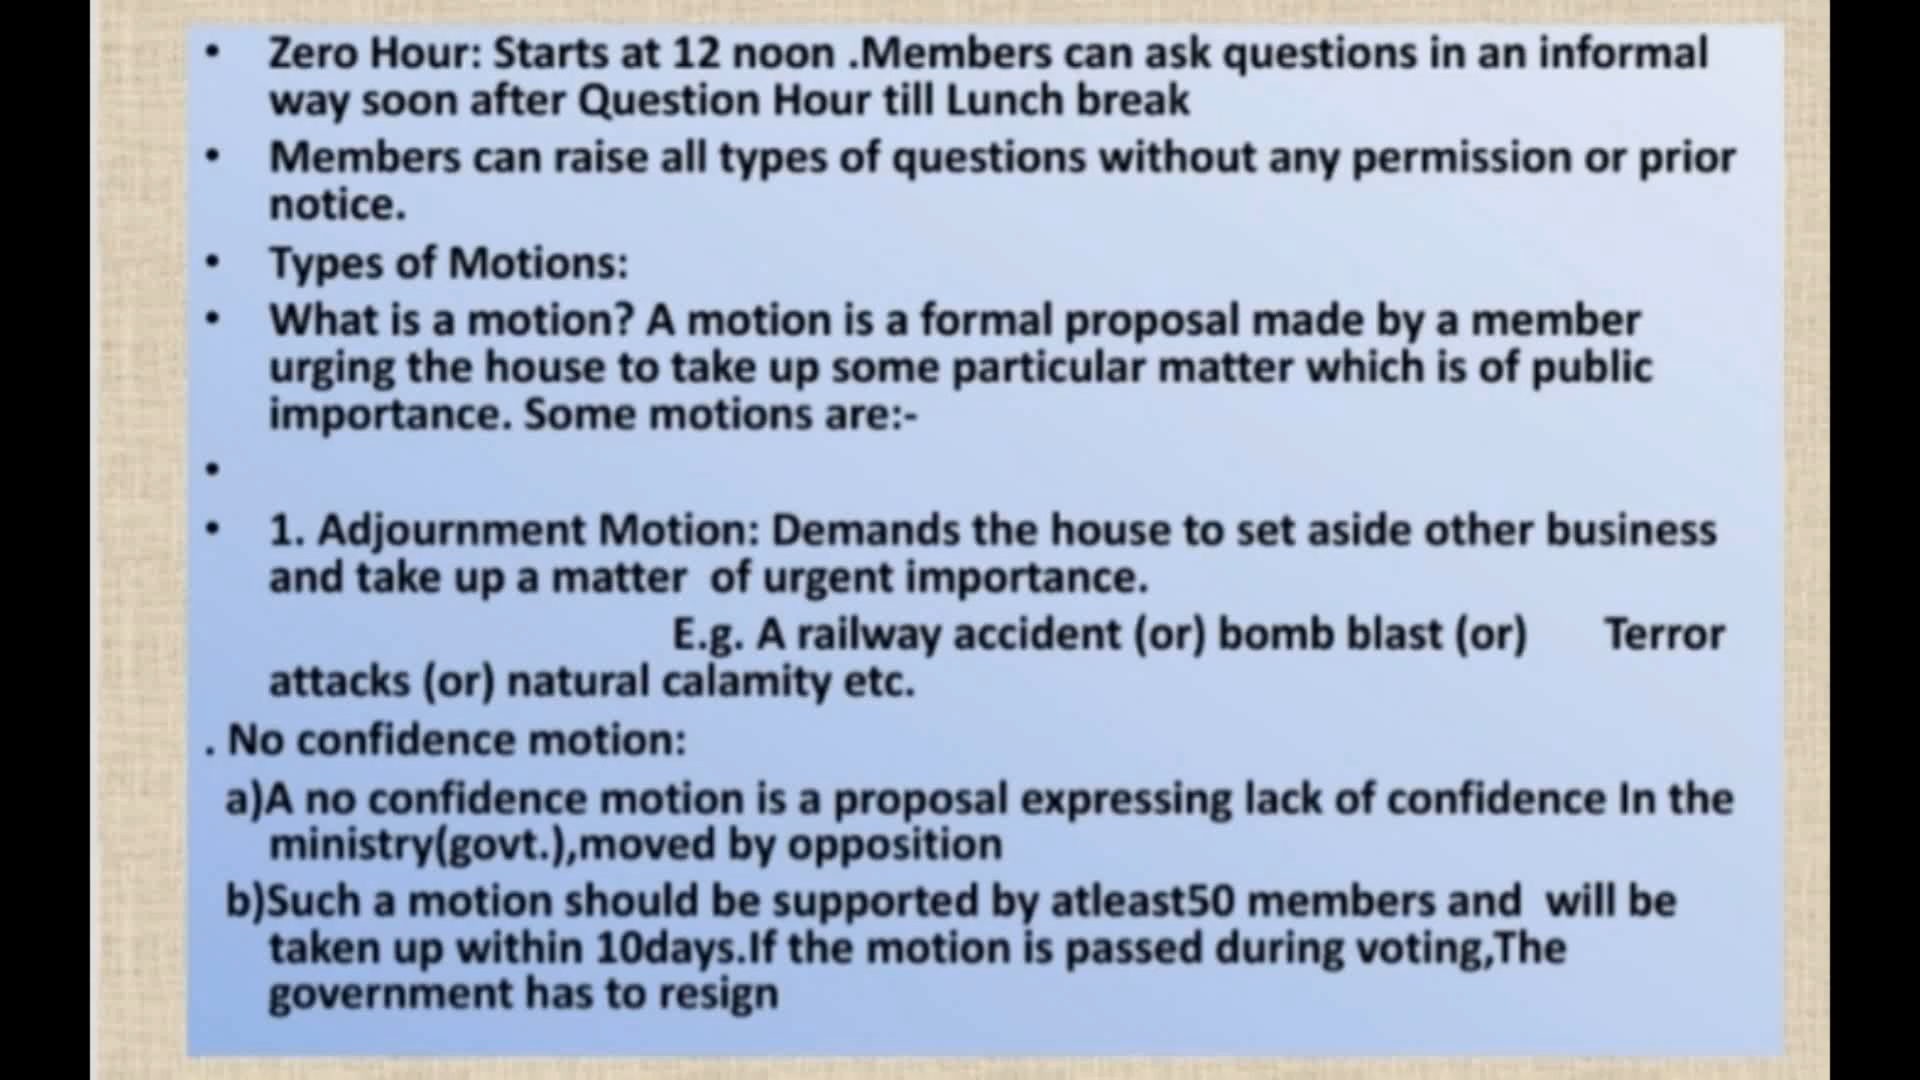 • Zero Hour: Starts at 12 noon .Members can ask questions in an informal
way soon after Question Hour till Lunch break
• Members can raise all types of questions without any permission or prior
notice.
• Types of Motions:
• What is a motion? A motion is a formal proposal made by a member
urging the house to take up some particular matter which is of public
importance. Some motions are:-
•
• 1. Adjournment Motion: Demands the house to set aside other business
and take up a matter of urgent importance.
E.g. A railway accident (or) bomb blast (or) Terror
attacks (or) natural calamity etc.
. No confidence motion:
a)A no confidence motion is a proposal expressing lack of confidence In the
ministry(govt.),moved by opposition
b)Such a motion should be supported by atleast50 members and will be
taken up within 10days.If the motion is passed during voting,The
government has to resign